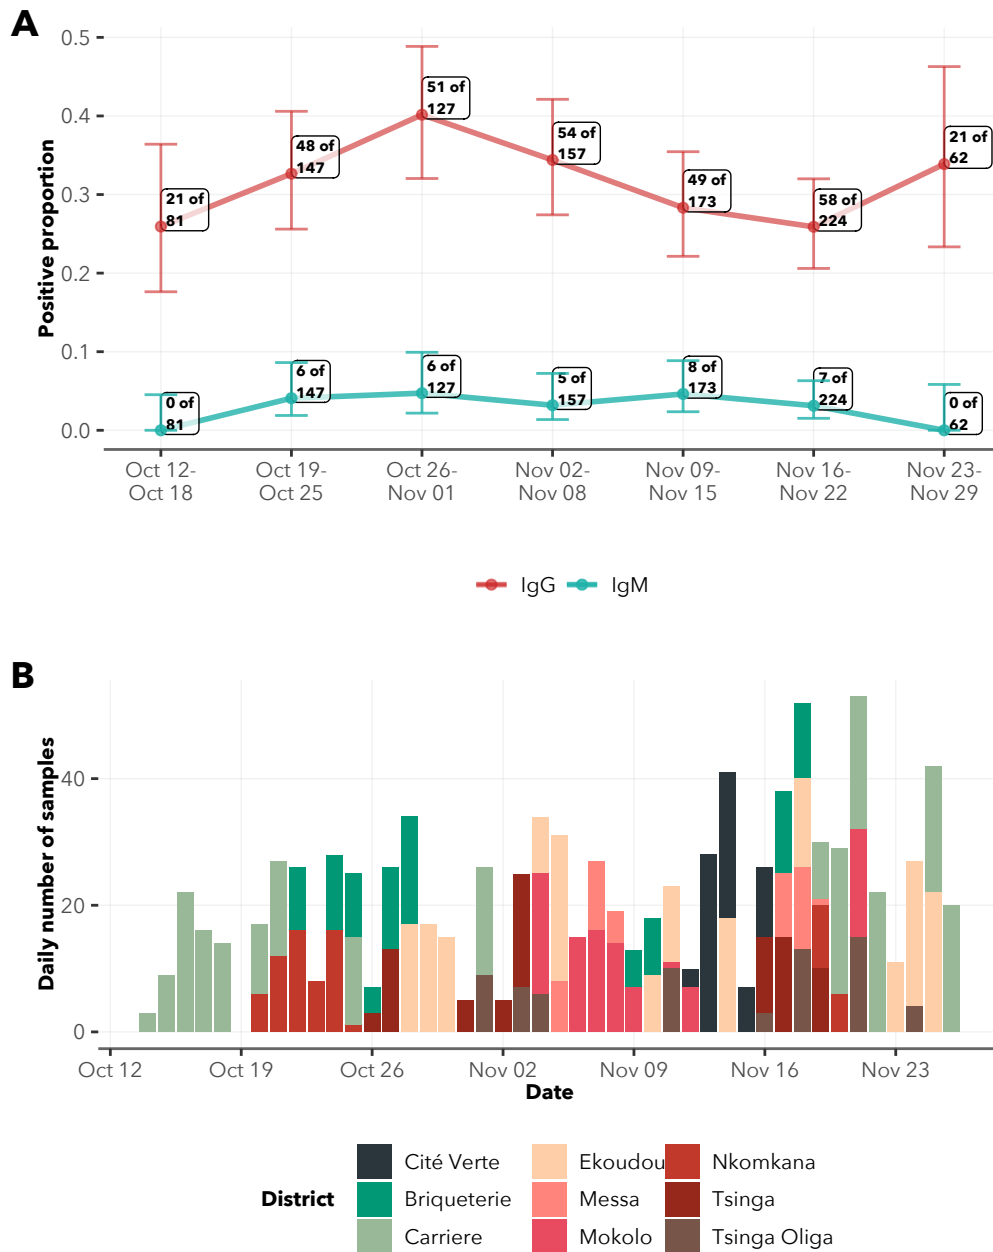 A
Positive proportion
0.5
0.4
0.3
0.2
0.1
0.0
21 of
81
48 of
147
51 of
127
54 of
157
49 of
173
58 of
224
21 of
62
0 of
81
6 of
147
6 of
127
5 of
157
8 of
173
7 of
224
0 of
62
Oct 12-
Oct 18
Oct 19-
Oct 25
Oct 26-
Nov 01
Nov 02-
Nov 08
Nov 09-
Nov 15
Nov 16-
Nov 22
Nov 23-
Nov 29
IgG IgM
B
Daily number of samples
40
20
0
Oct 12 Oct 19 Oct 26 Nov 02 Nov 09 Nov 16 Nov 23
Date
District
Cité Verte
Briqueterie
Carriere
Ekoudou
Messa
Mokolo
Nkomkana
Tsinga
Tsinga Oliga